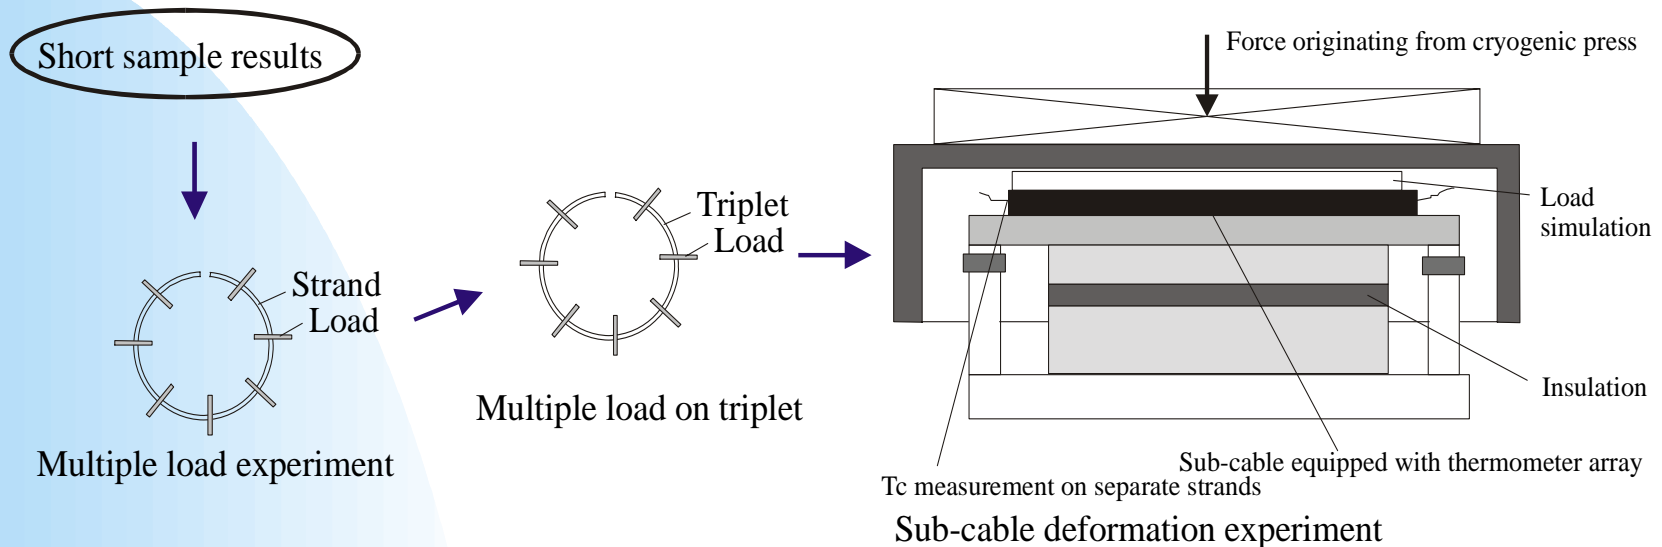 Short sample results
Strand
Load
Multiple load experiment
Triplet
Load
Multiple load on triplet
Force originating from cryogenic press
Load
simulation
Insulation
Sub-cable equipped with thermometer array
Tc measurement on separate strands
Sub-cable deformation experiment